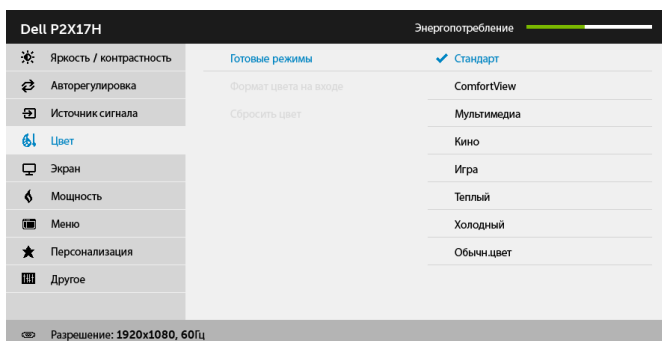 Dell P2X17H
Энергопотребление
Яркость / контрастность
Готовые режимы
Стандарт
Авторегулировка
Формат цвета на входе
ComfortView
Источник сигнала
Сбросить цвет
Мультимедиа
Цвет
Кино
Экран
Игра
Мощность
Теплый
Меню
Холодный
Персонализация
Обычн.цвет
Другое
Разрешение: 1920x1080, 60Гц